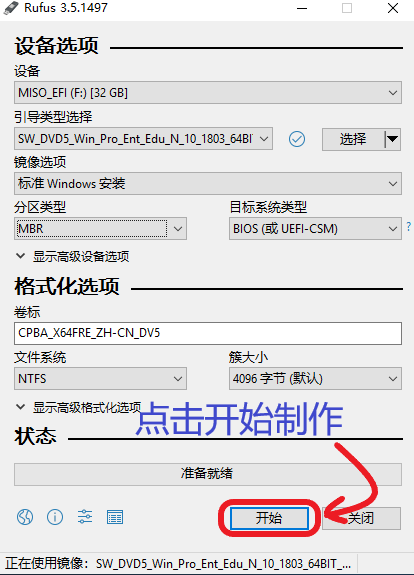 Rufus 3.5.1497
设备选项
设备
MISO_EFI (F:) [32 GB]
引导类型选择
SW_DVD5_Win_Pro_Ent_Edu_N_10_1803_64BI
选择
镜像选项
标准 Windows 安装
分区类型 目标系统类型
MBR BIOS (或 UEFI-CSM) ?
显示高级设备选项
格式化选项
卷标
CPBA_X64FRE_ZH-CN_DV5
文件系统 簇大小
NTFS 4096 字节 (默认)
显示高级格式化选项
点击开始制作
状态
准备就绪
开始 关闭
正在使用镜像: SW_DVD5_Win_Pro_Ent_Edu_N_10_1803_64BIT_...